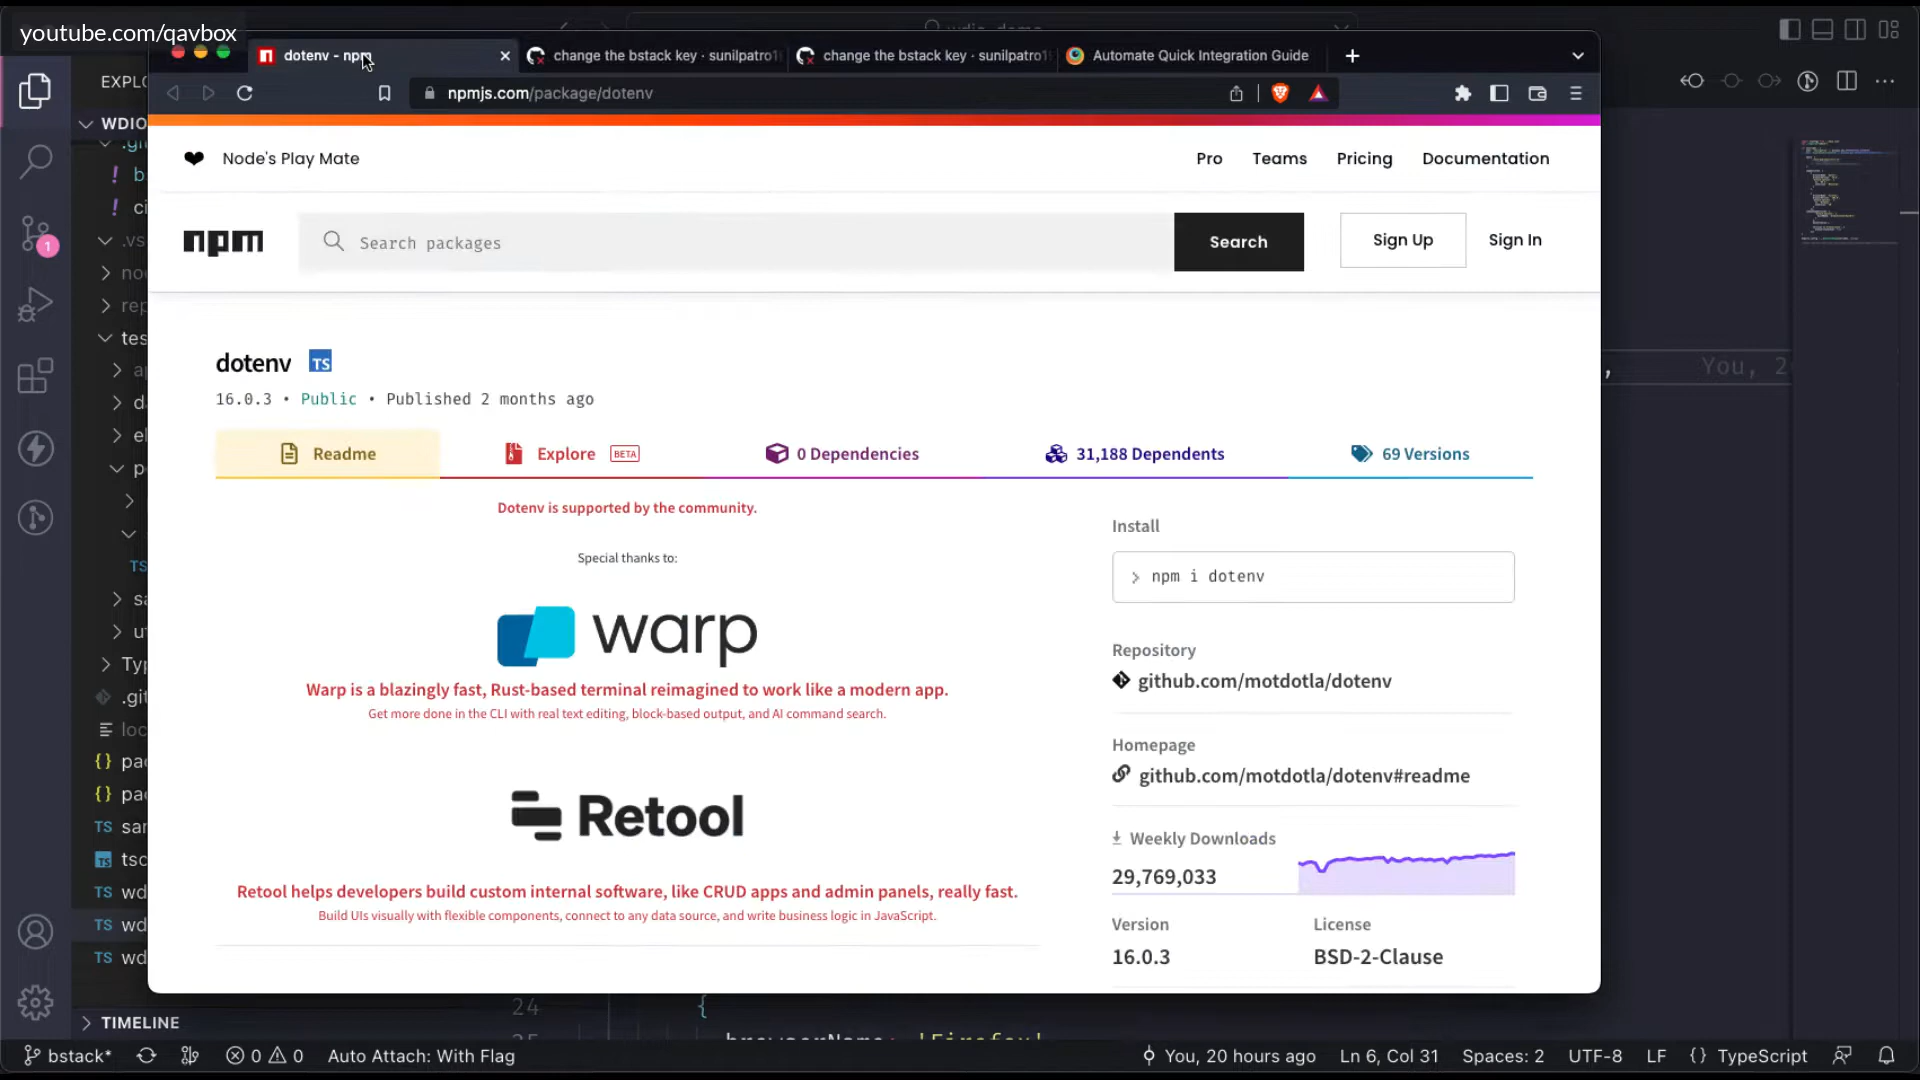 youtube.com/qavbox
dotenv - npm
change the bstack key · sunilpatro1
change the bstack key · sunilpatro1
Automate Quick Integration Guide
npmjs.com/package/dotenv
EXPLO
WDIO
Node's Play Mate
Pro
Teams
Pricing
Documentation
npm
Search packages
Search
Sign Up
Sign In
1
dotenv TS
16.0.3 • Public • Published 2 months ago
Readme
Explore BETA
0 Dependencies
31,188 Dependents
69 Versions
Dotenv is supported by the community.
Special thanks to:
warp
Warp is a blazingly fast, Rust-based terminal reimagined to work like a modern app.
Get more done in the CLI with real text editing, block-based output, and AI command search.
Retool
Retool helps developers build custom internal software, like CRUD apps and admin panels, really fast.
Build UIs visually with flexible components, connect to any data source, and write business logic in JavaScript.
Install
npm i dotenv
Repository
github.com/motdotla/dotenv
Homepage
github.com/motdotla/dotenv#readme
Weekly Downloads
29,769,033
Version
16.0.3
License
BSD-2-Clause
You, 2
24
{
TIMELINE
bstack*
0
0
Auto Attach: With Flag
You, 20 hours ago
Ln 6, Col 31
Spaces: 2
UTF-8
LF
{} TypeScript